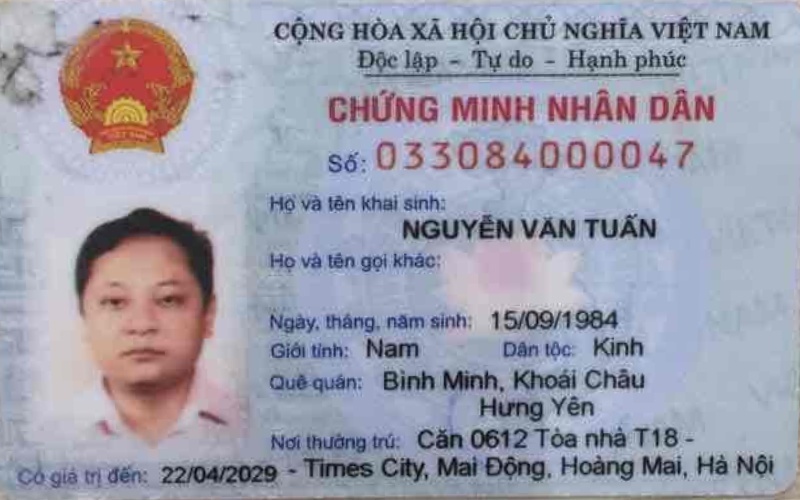 CỘNG HÒA XÃ HỘI CHỦ NGHĨA VIỆT NAM
Độc lập - Tự do - Hạnh phúc
CHỨNG MINH NHÂN DÂN
Số: 033084000047
Họ và tên khai sinh:
NGUYỄN VĂN TUẤN
Họ và tên gọi khác:
Ngày, tháng, năm sinh: 15/09/1984
Giới tính: Nam Dân tộc: Kinh
Quê quán: Bình Minh, Khoái Châu
Hưng Yên
Nơi thường trú: Căn 0612 Tòa nhà T18 -
Có giá trị đến: 22/04/2029 - Times City, Mai Động, Hoàng Mai, Hà Nội